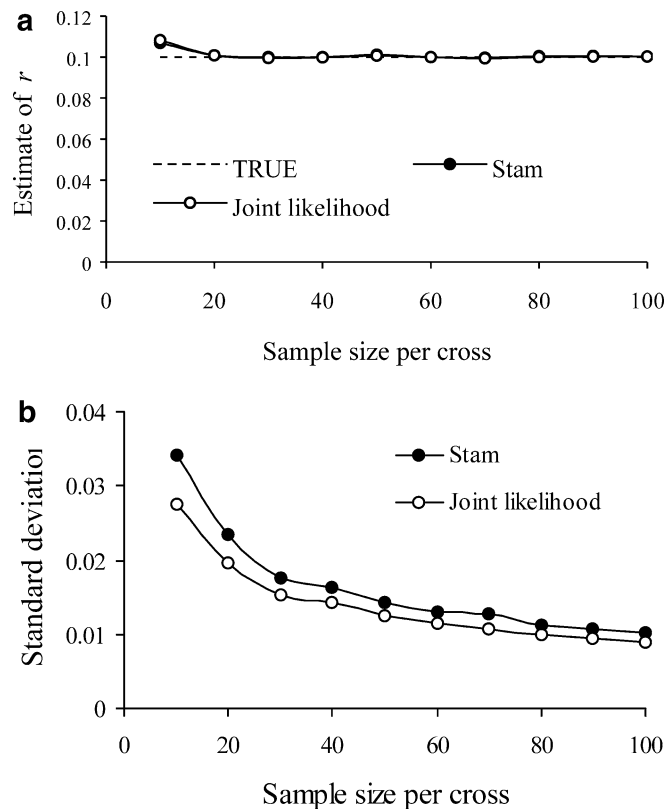 a
Estimate of r
0.12
0.1
0.08
0.06
0.04
0.02
0
TRUE
Stam
Joint likelihood
0 20 40 60 80 100
Sample size per cross
b
Standard deviation
0.04
0.03
0.02
0.01
0
Stam
Joint likelihood
0 20 40 60 80 100
Sample size per cross